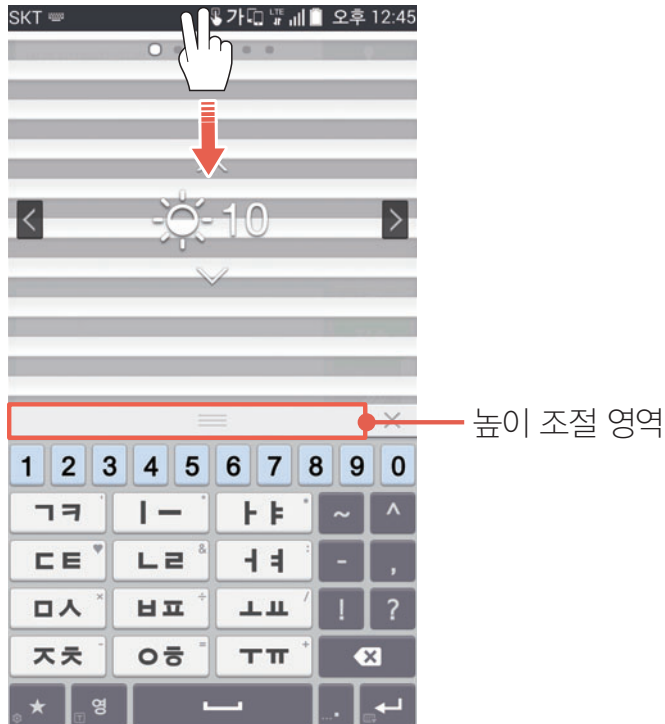 SKT 가 LTE 오후 12:45
10
높이 조절 영역
1 2 3 4 5 6 7 8 9 0
ㄱㅋ ' ㅣㅡ ㅏㅑ * ~ ^
ㄷㅌ ♥ ㄴㄹ & ㅓㅕ : - ,
ㅁㅅ × ㅂㅍ ÷ ㅗㅛ / ! ?
ㅈㅊ - ㅇㅎ = ㅜㅠ +
★ 영 ....